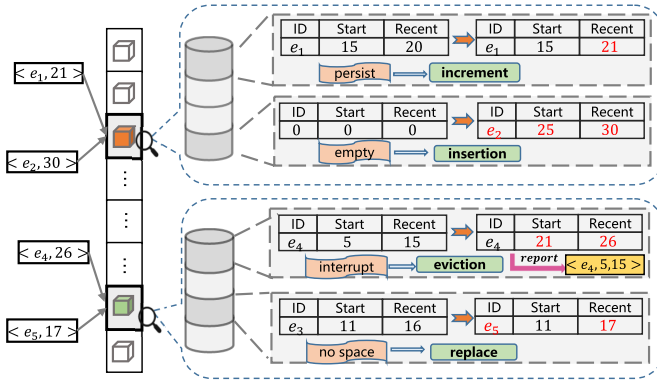 < e₁, 21 >
< e₂, 30 >
⋮
⋮
⋮
< e₄, 26 >
< e₅, 17 >
ID Start Recent ID Start Recent
e₁ 15 20 e₁ 15 21
persist increment
ID Start Recent ID Start Recent
0 0 0 e₂ 25 30
empty insertion
ID Start Recent ID Start Recent
e₄ 5 15 e₄ 21 26
interrupt eviction report < e₄, 5,15 >
ID Start Recent ID Start Recent
e₃ 11 16 e₅ 11 17
no space replace